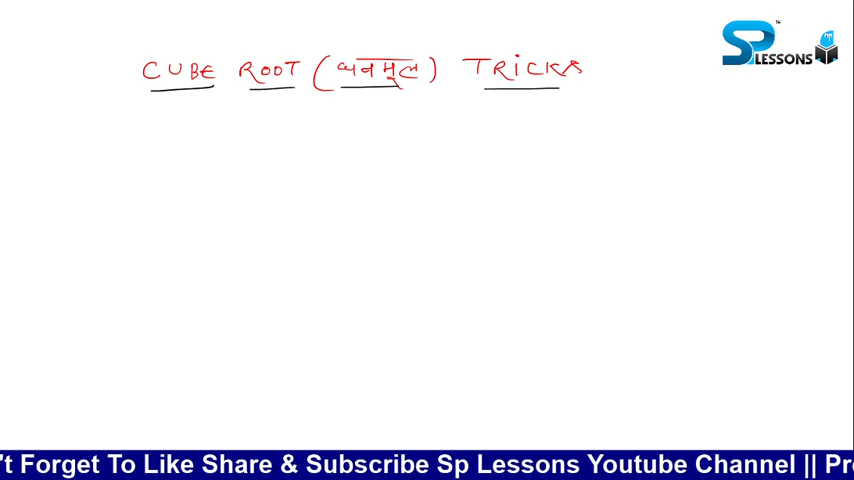 CUBE ROOT (घनमूल) TRICKS
SP LESSONS
't Forget To Like Share & Subscribe Sp Lessons Youtube Channel || Pr